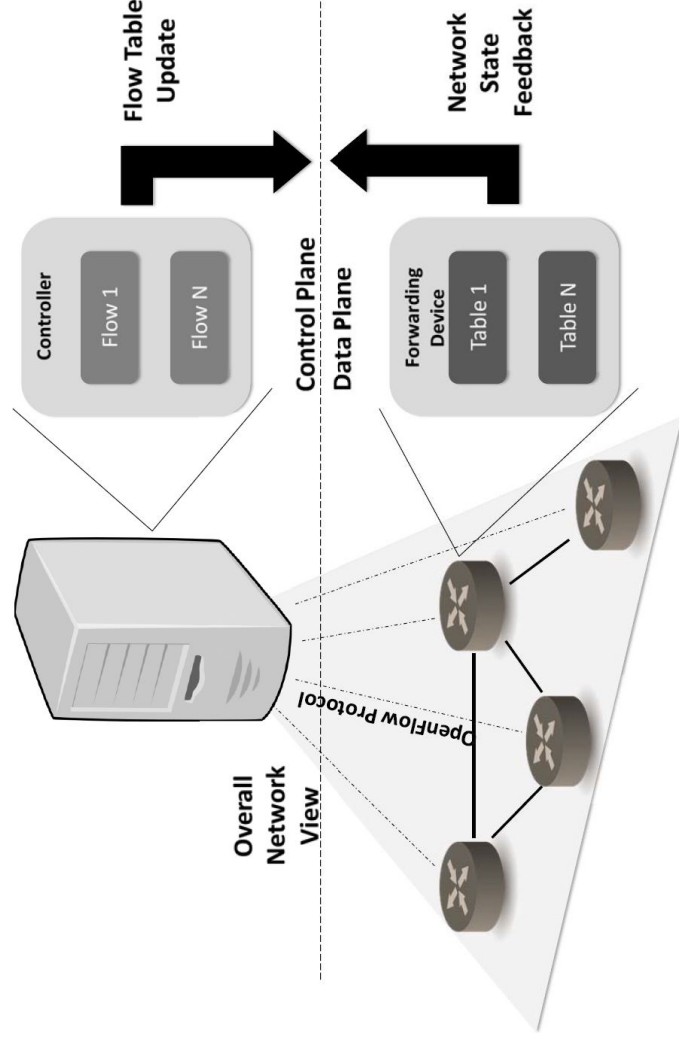 Overall
Network
View
OpenFlow Protocol
Controller
Flow 1
Flow N
Flow Table
Update
Control Plane
Data Plane
Forwarding
Device
Table 1
Table N
Network
State
Feedback